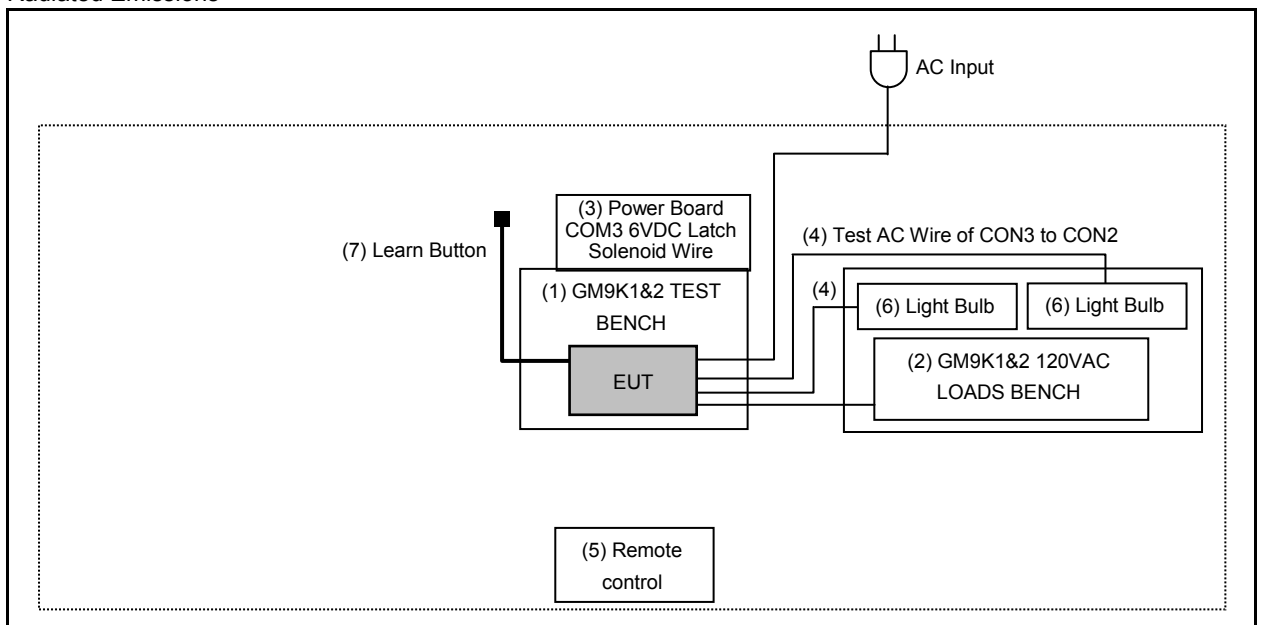 Radiated Emissions
AC Input
(3) Power Board
COM3 6VDC Latch
Solenoid Wire
(7) Learn Button
(4) Test AC Wire of CON3 to CON2
(1) GM9K1&2 TEST
BENCH
(4)
(6) Light Bulb
(6) Light Bulb
(2) GM9K1&2 120VAC
LOADS BENCH
EUT
(5) Remote
control